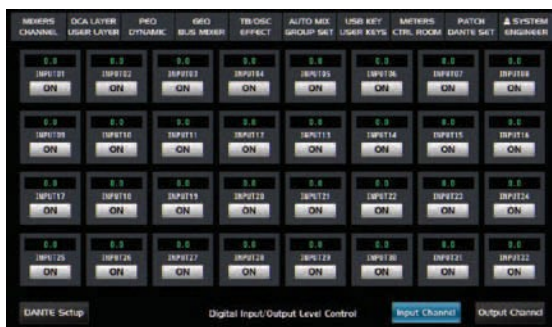 MIXERS DCA LAYER PEQ GEQ TB/OSC AUTO MIX USB KEY METERS PATCH SYSTEM
CHANNEL USER LAYER DYNAMIC BUS MIXER EFFECT GROUP SET USER KEYS CTRL ROOM DANTE SET ENGINEER
0.0 0.0 0.0 0.0 0.0 0.0 0.0 0.0
INPUT01 INPUT02 INPUT03 INPUT04 INPUT05 INPUT06 INPUT07 INPUT08
ON ON ON ON ON ON ON ON
0.0 0.0 0.0 0.0 0.0 0.0 0.0 0.0
INPUT09 INPUT10 INPUT11 INPUT12 INPUT13 INPUT14 INPUT15 INPUT16
ON ON ON ON ON ON ON ON
0.0 0.0 0.0 0.0 0.0 0.0 0.0 0.0
INPUT17 INPUT18 INPUT19 INPUT20 INPUT21 INPUT22 INPUT23 INPUT24
ON ON ON ON ON ON ON ON
0.0 0.0 0.0 0.0 0.0 0.0 0.0 0.0
INPUT25 INPUT26 INPUT27 INPUT28 INPUT29 INPUT30 INPUT31 INPUT32
ON ON ON ON ON ON ON ON
DANTE Setup Digital Input/Output Level Control Input Channel Output Channel